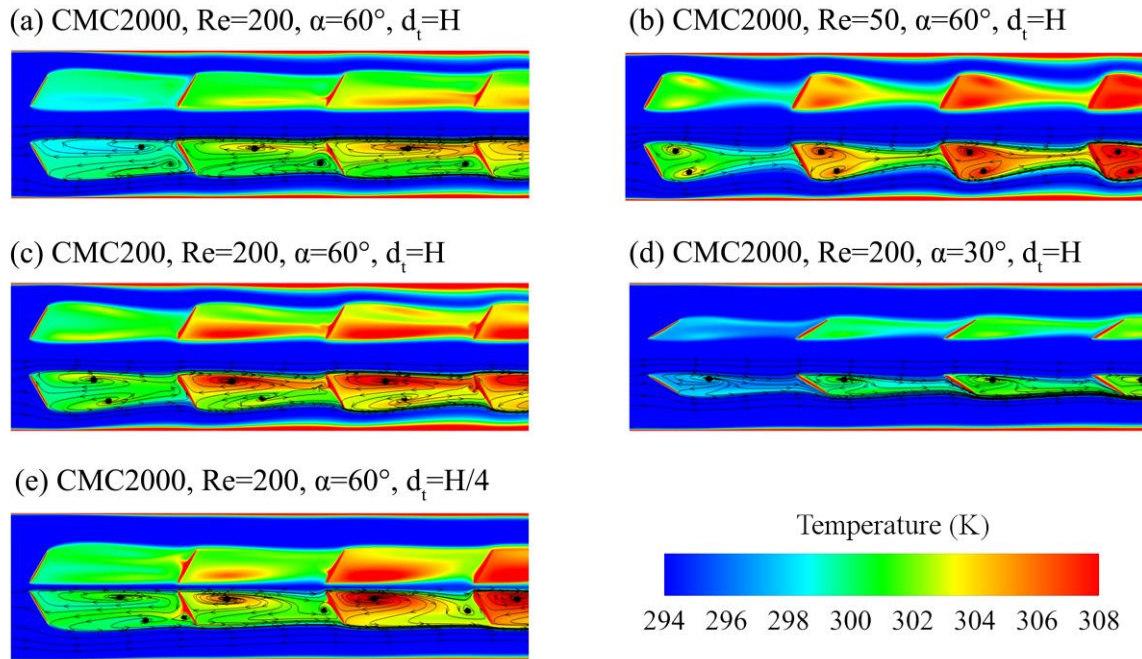 (a) CMC2000, Re=200, α=60°, dₜ=H
(b) CMC2000, Re=50, α=60°, dₜ=H
(c) CMC200, Re=200, α=60°, dₜ=H
(d) CMC2000, Re=200, α=30°, dₜ=H
(e) CMC2000, Re=200, α=60°, dₜ=H/4
Temperature (K)
294 296 298 300 302 304 306 308